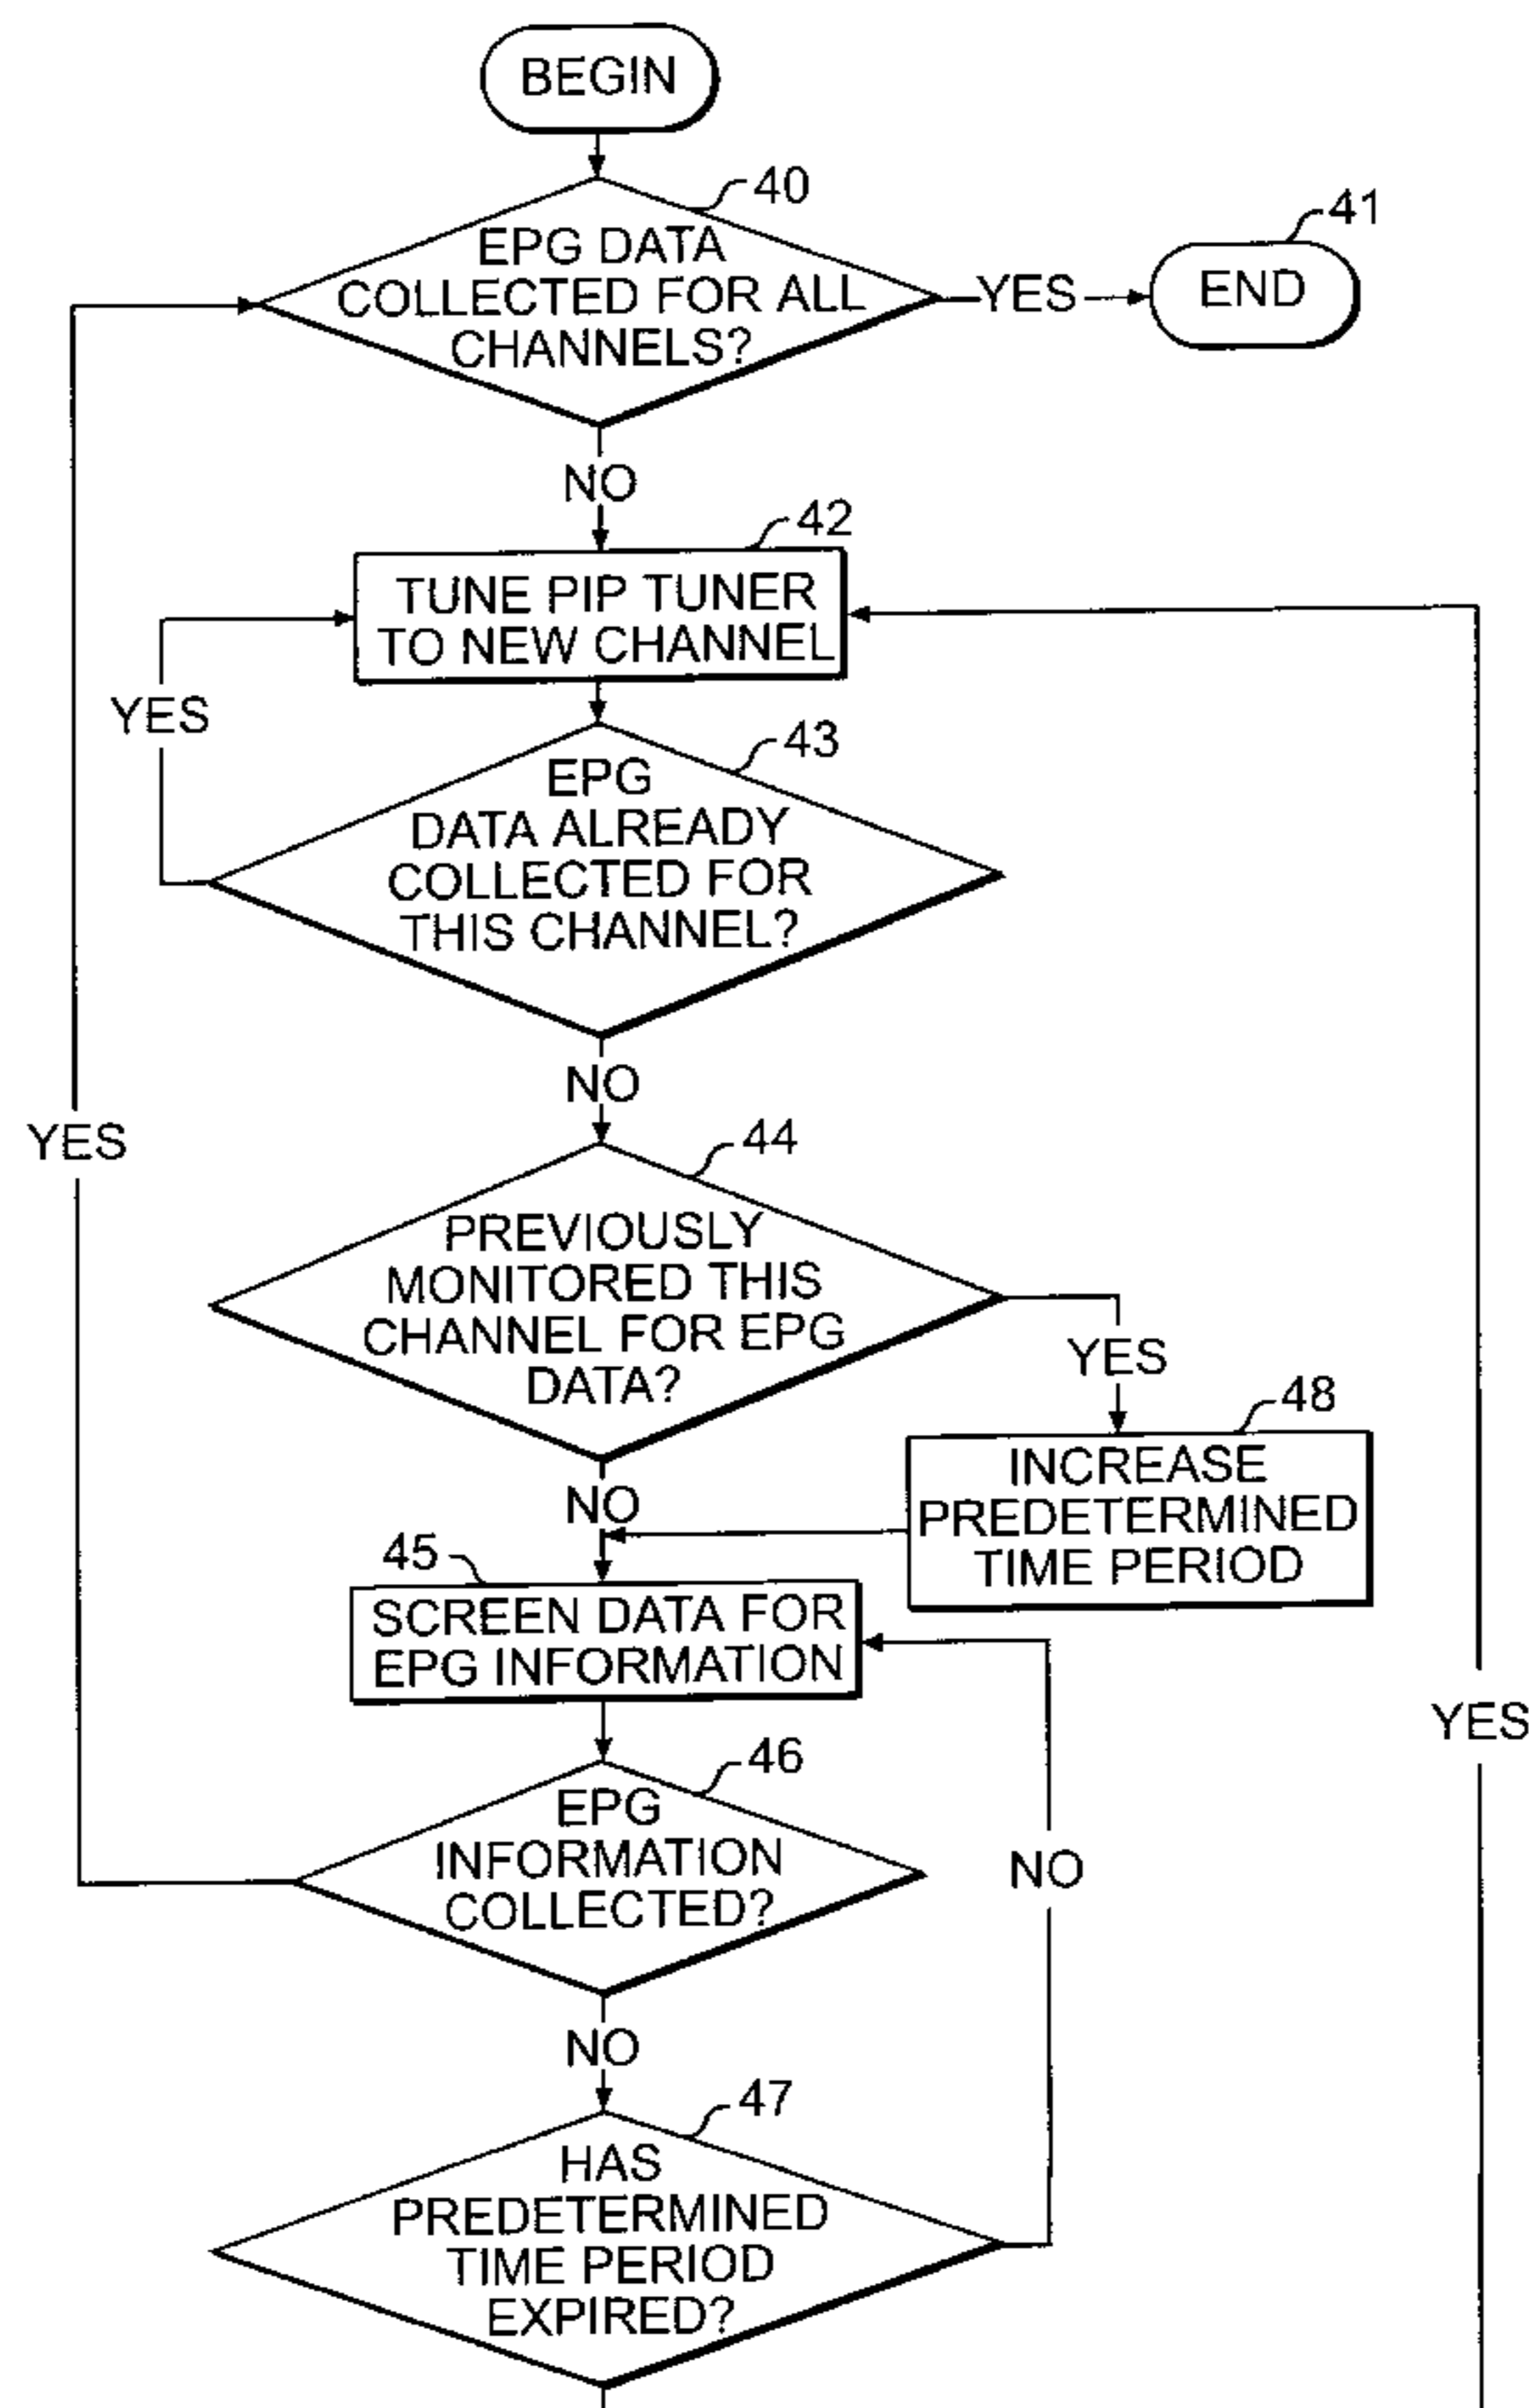 BEGIN
40
EPG DATA
COLLECTED FOR ALL
CHANNELS?
YES
41
END
NO
42
TUNE PIP TUNER
TO NEW CHANNEL
YES
43
EPG
DATA ALREADY
COLLECTED FOR
THIS CHANNEL?
NO
YES
44
PREVIOUSLY
MONITORED THIS
CHANNEL FOR EPG
DATA?
YES
48
INCREASE
PREDETERMINED
TIME PERIOD
NO
45
SCREEN DATA FOR
EPG INFORMATION
YES
46
EPG
INFORMATION
COLLECTED?
NO
NO
47
HAS
PREDETERMINED
TIME PERIOD
EXPIRED?